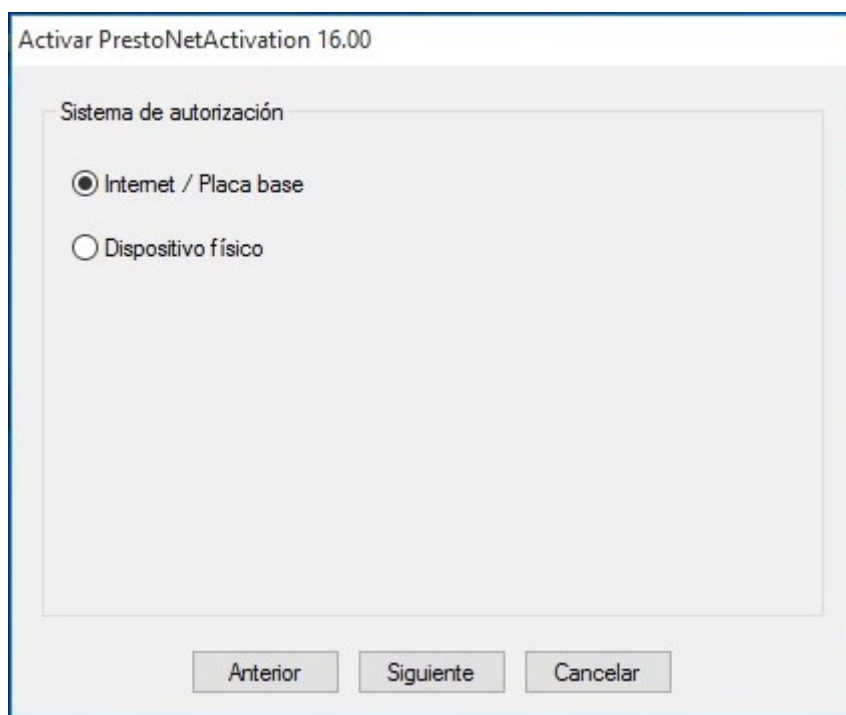 Activar PrestoNetActivation 16.00
Sistema de autorización
Internet / Placa base
Dispositivo físico
Anterior Siguiente Cancelar